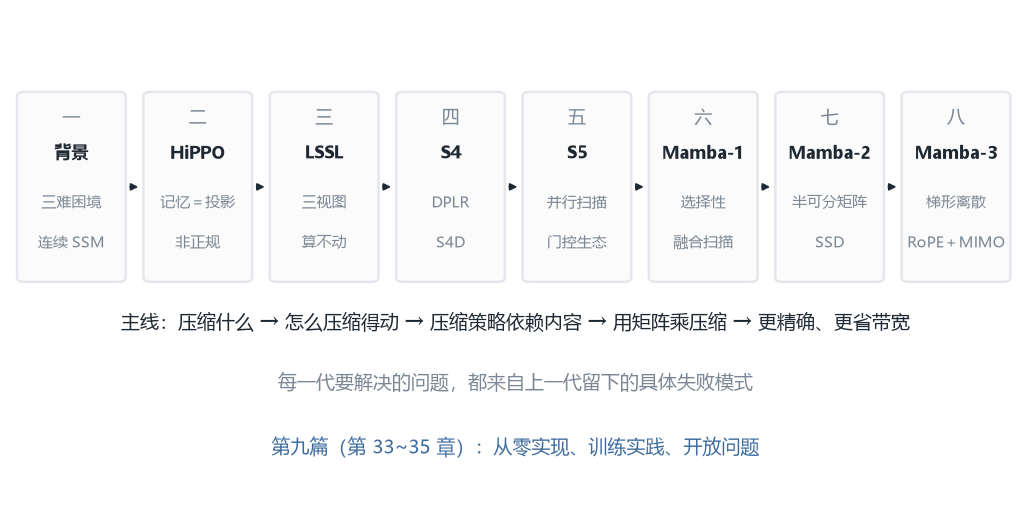 一
背景
三难困境
连续 SSM
二
HiPPO
记忆 = 投影
非正规
三
LSSL
三视图
算不动
四
S4
DPLR
S4D
五
S5
并行扫描
门控生态
六
Mamba-1
选择性
融合扫描
七
Mamba-2
半可分矩阵
SSD
八
Mamba-3
梯形离散
RoPE + MIMO
主线：压缩什么 → 怎么压缩得动 → 压缩策略依赖内容 → 用矩阵乘压缩 → 更精确、更省带宽
每一代要解决的问题，都来自上一代留下的具体失败模式
第九篇（第 33~35 章）：从零实现、训练实践、开放问题